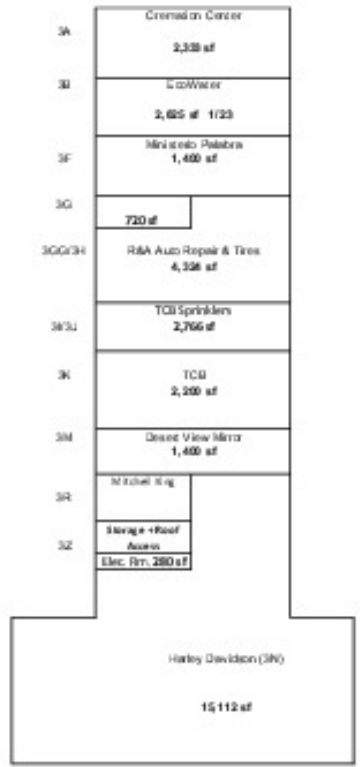 3A
Cremation Center
2,333 sf
3B
EcoWater
2,625 sf 1/23
3F
Ministerio Palabra
1,400 sf
3G
720 sf
3GG/3H
R&A Auto Repair & Tires
4,324 sf
3I/3J
TCB Sprinklers
2,766 sf
3K
TCB
2,200 sf
3M
Desert View Mirror
1,400 sf
3R
Mitchell King
3Z
Storage + Roof
Access
Elec. Rm. 280 sf
Harley Davidson (3N)
15,112 sf